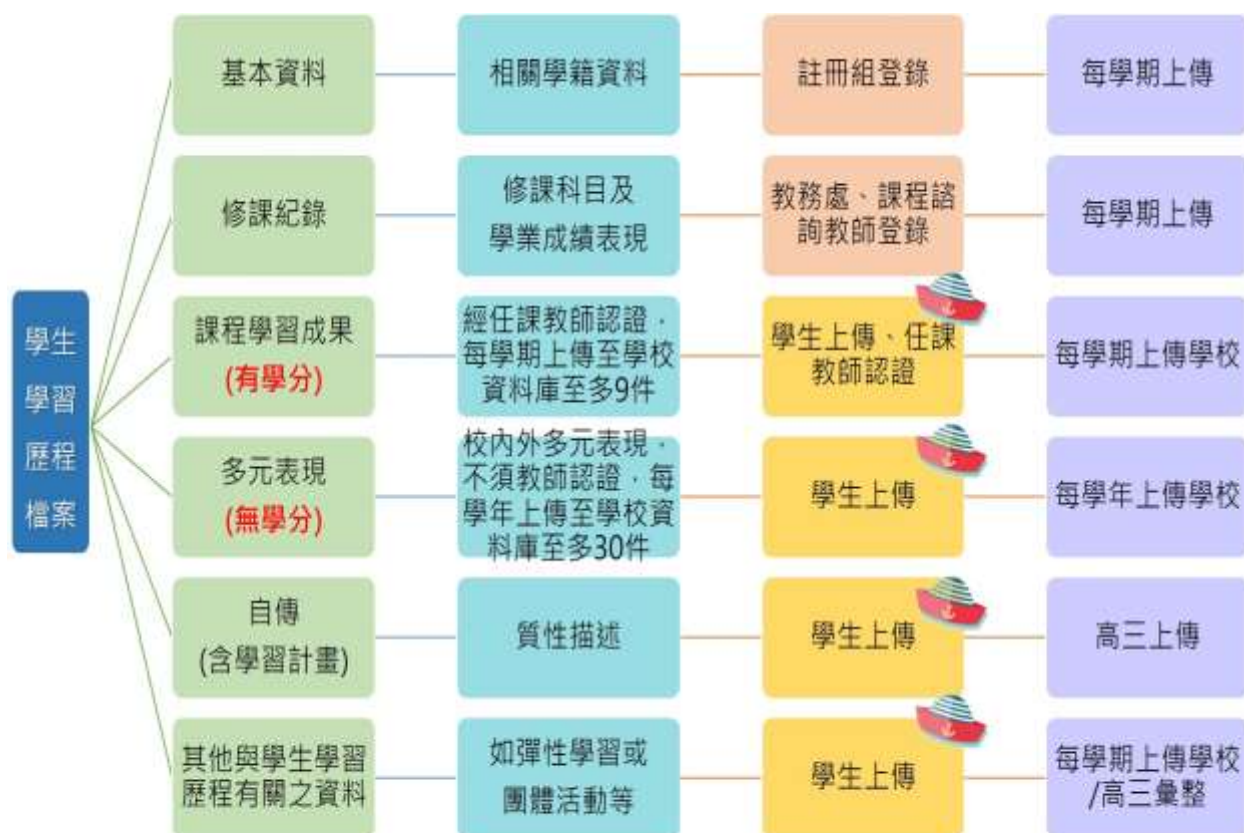 學生
學習
歷程
檔案
基本資料
相關學籍資料
註冊組登錄
每學期上傳
修課紀錄
修課科目及
學業成績表現
教務處、課程諮
詢教師登錄
每學期上傳
課程學習成果
(有學分)
經任課教師認證，
每學期上傳至學校
資料庫至多9件
學生上傳、任課
教師認證
每學期上傳學校
多元表現
(無學分)
校內外多元表現，
不須教師認證，每
學年上傳至學校資
料庫至多30件
學生上傳
每學年上傳學校
自傳
(含學習計畫)
質性描述
學生上傳
高三上傳
其他與學生學習
歷程有關之資料
如彈性學習或
團體活動等
學生上傳
每學期上傳學校
/高三彙整